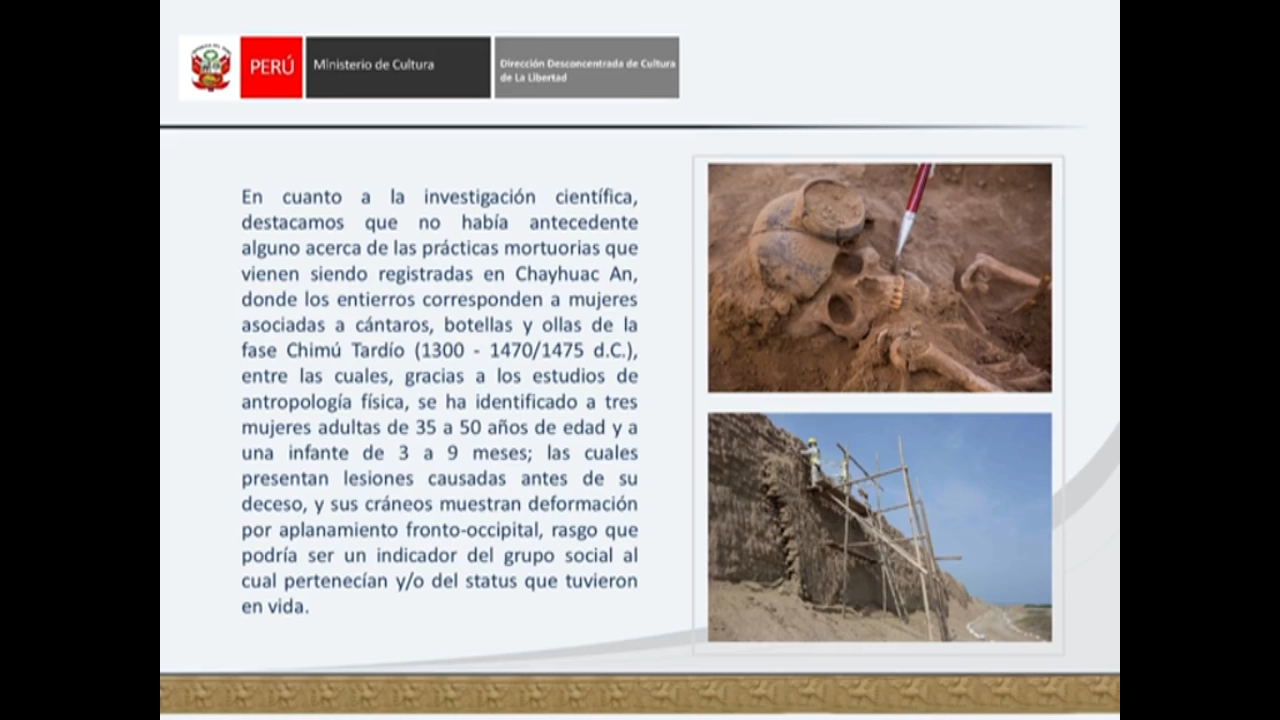 PERÚ
Ministerio de Cultura
Dirección Desconcentrada de Cultura
de La Libertad
En cuanto a la investigación científica,
destacamos que no había antecedente
alguno acerca de las prácticas mortuorias que
vienen siendo registradas en Chayhuac An,
donde los entierros corresponden a mujeres
asociadas a cántaros, botellas y ollas de la
fase Chimú Tardío (1300 - 1470/1475 d.C.),
entre las cuales, gracias a los estudios de
antropología física, se ha identificado a tres
mujeres adultas de 35 a 50 años de edad y a
una infante de 3 a 9 meses; las cuales
presentan lesiones causadas antes de su
deceso, y sus cráneos muestran deformación
por aplanamiento fronto-occipital, rasgo que
podría ser un indicador del grupo social al
cual pertenecían y/o del status que tuvieron
en vida.